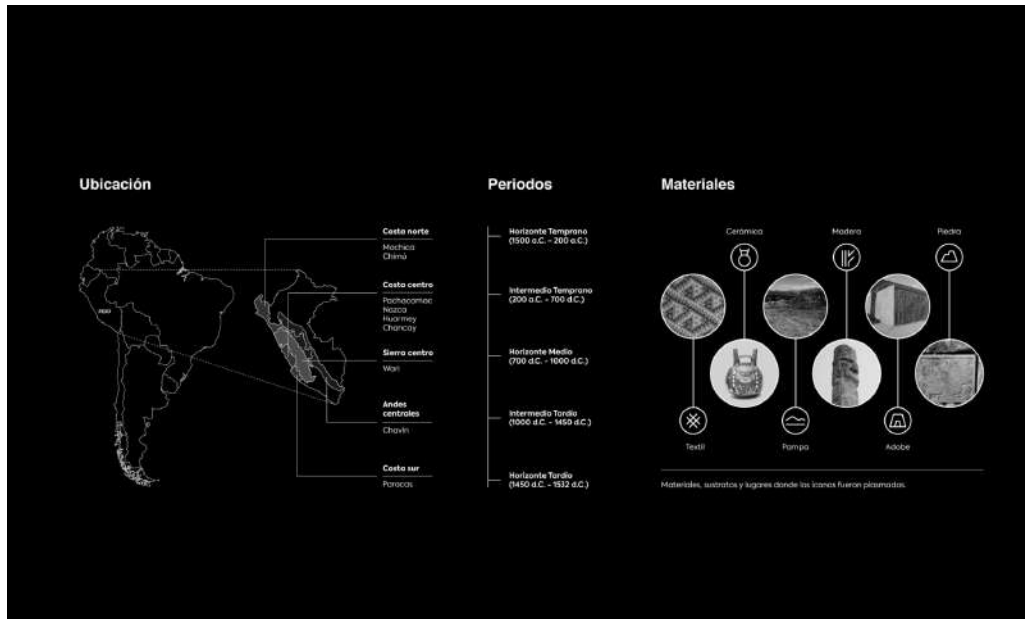 Ubicación
PERÚ
Costa norte
Mochica
Chimú
Costa centro
Pachacamac
Nazca
Huarmey
Chancay
Sierra centro
Wari
Andes
centrales
Chavín
Costa sur
Paracas
Periodos
Horizonte Temprano
(1500 a.C. - 200 a.C.)
Intermedio Temprano
(200 a.C. - 700 d.C.)
Horizonte Medio
(700 d.C. - 1000 d.C.)
Intermedio Tardío
(1000 d.C. - 1450 d.C.)
Horizonte Tardío
(1450 d.C. - 1532 d.C.)
Materiales
Cerámica
Madera
Piedra
Textil
Pampa
Adobe
Materiales, sustratos y lugares donde los iconos fueron plasmados.